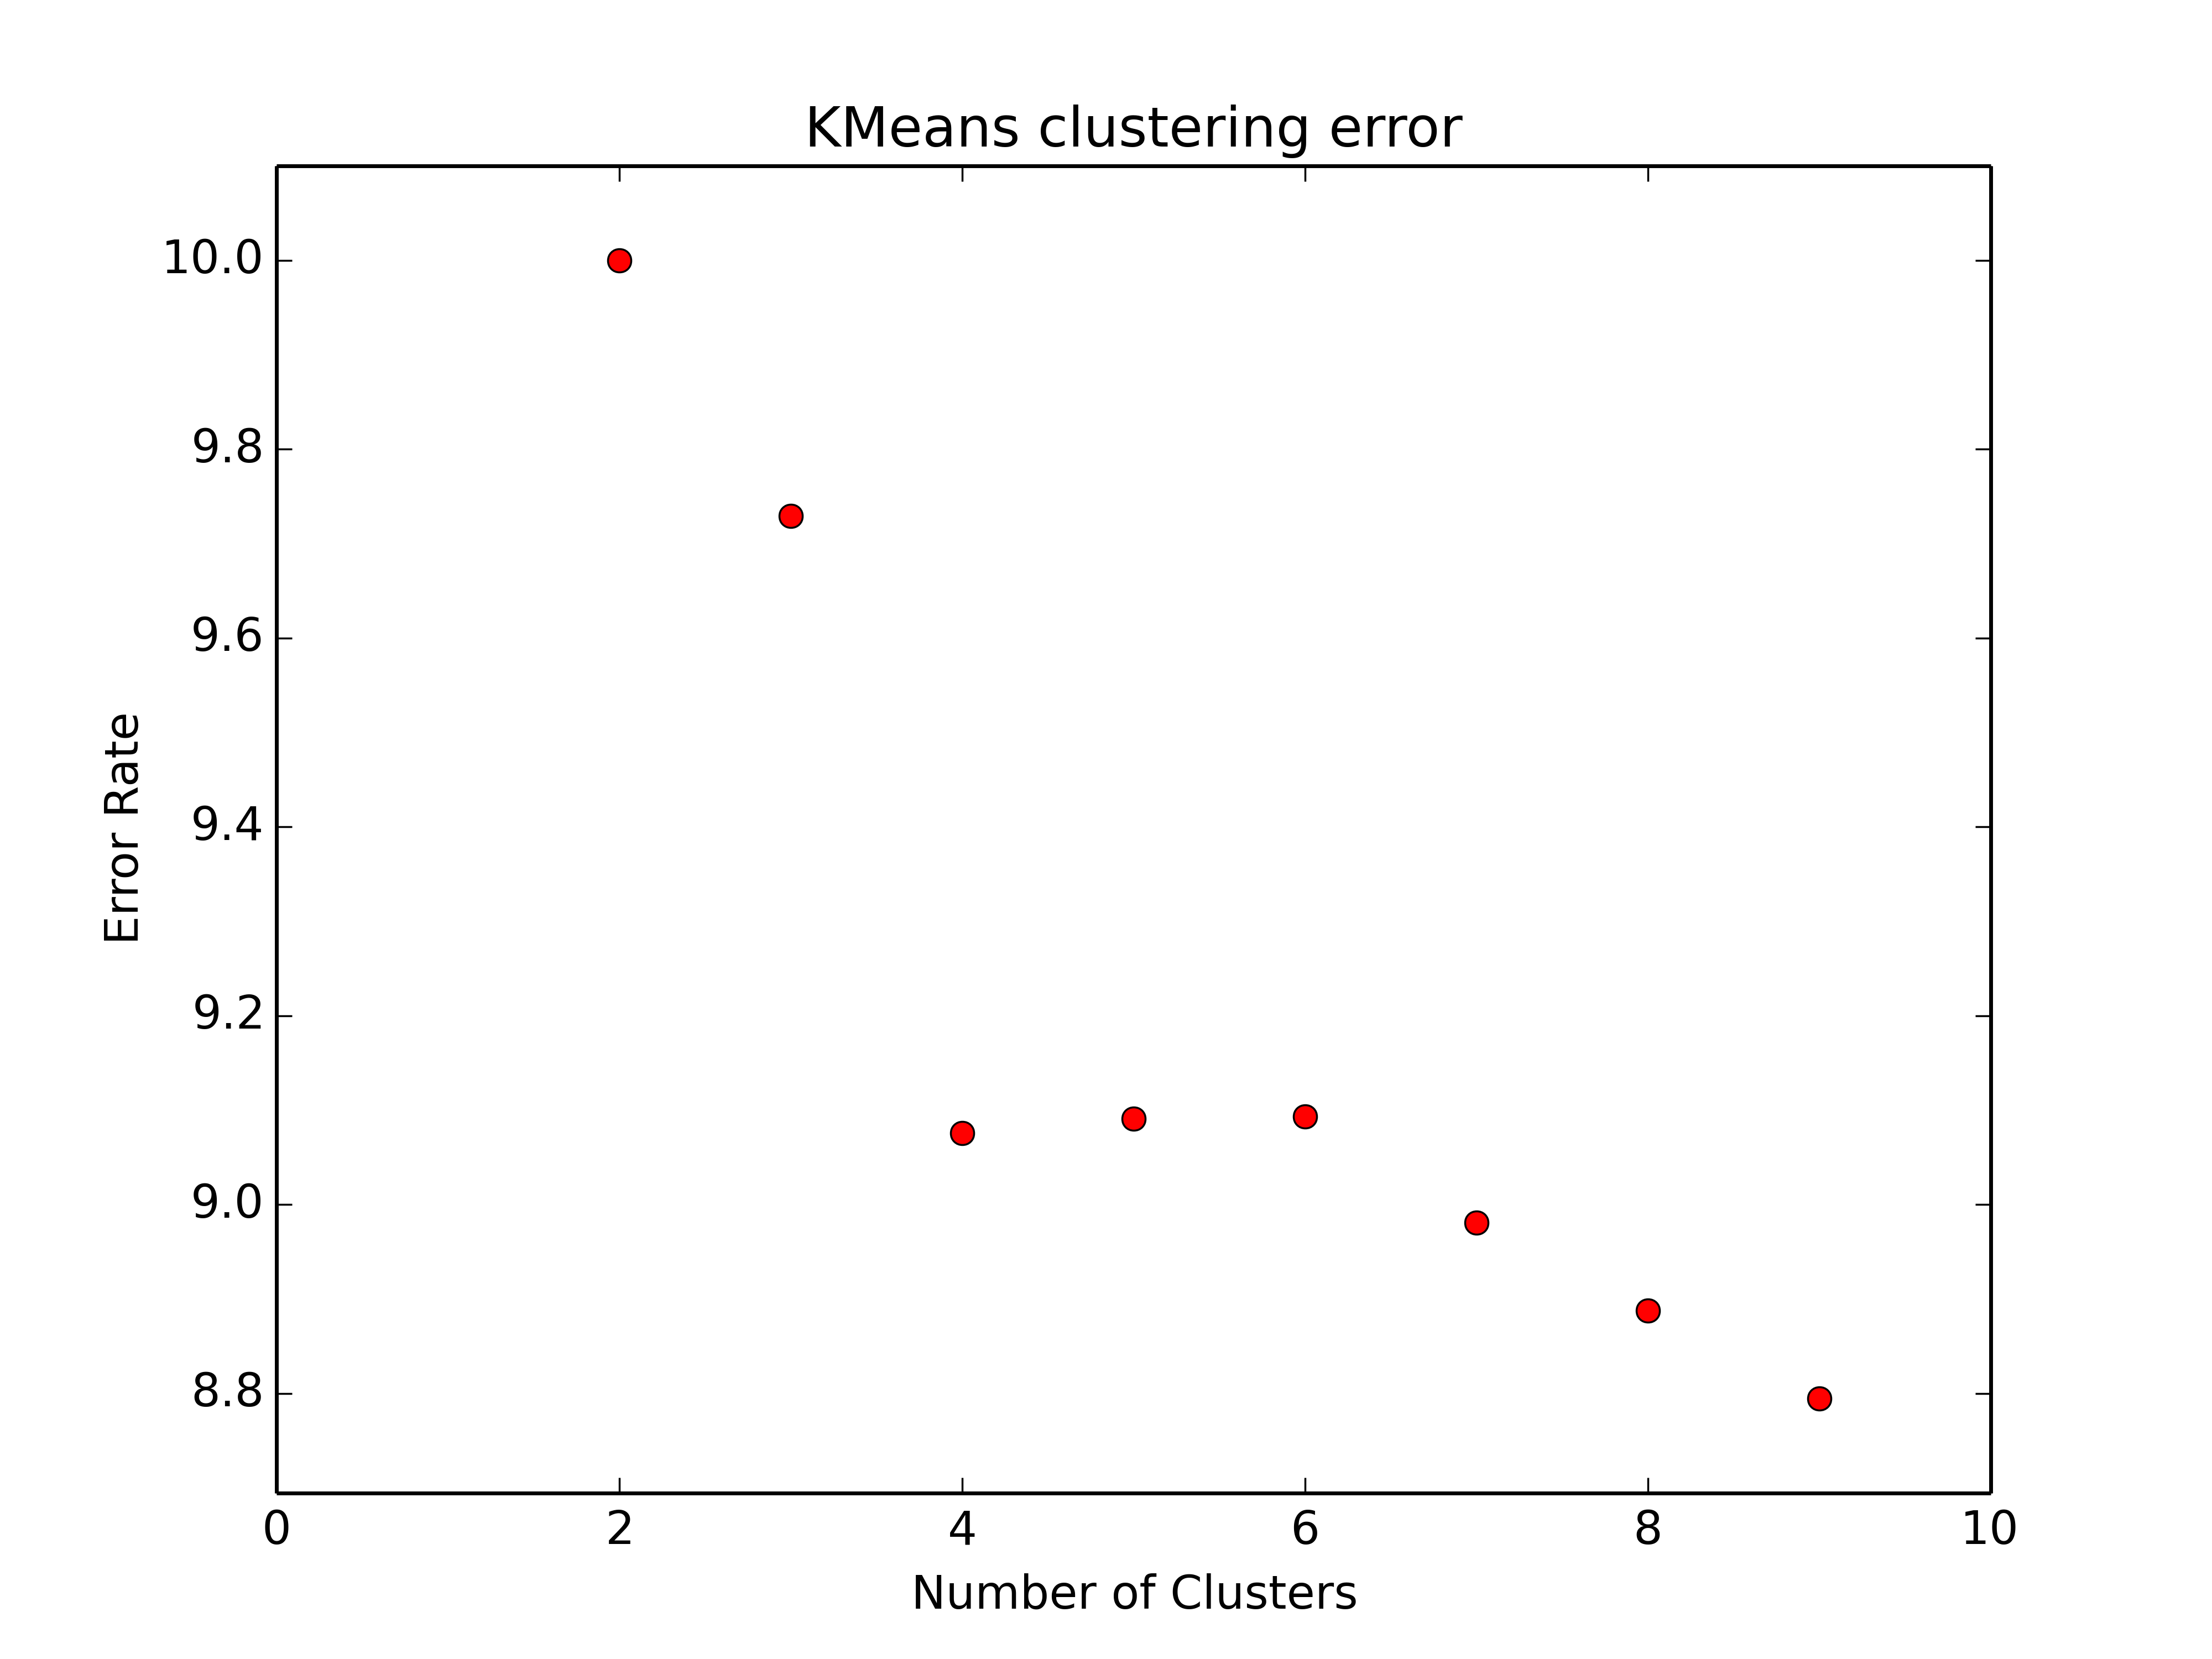 KMeans clustering error
10.0
9.8
9.6
9.4
9.2
9.0
8.8
Error Rate
0 2 4 6 8 10
Number of Clusters